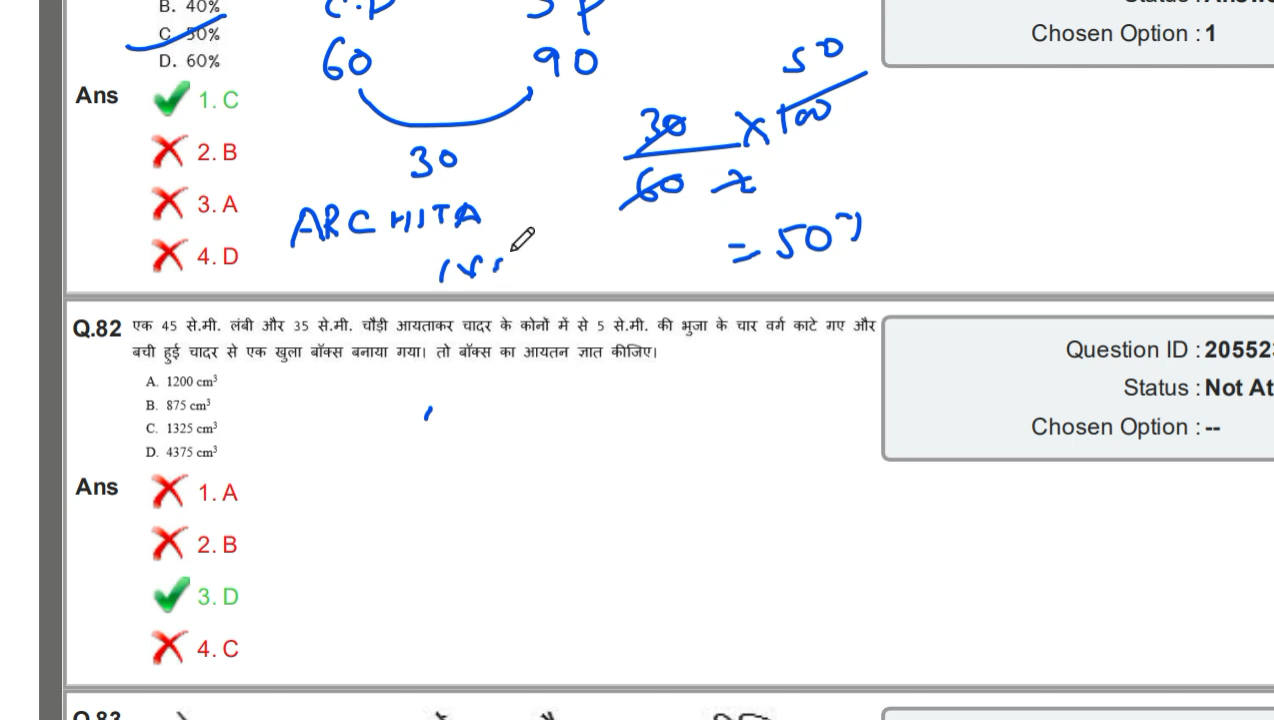 B. 40%
C. 50%
D. 60%
C.P
S P
60
90
30
30
60
2
X
100
50
= 50%
ARCHITA
Ans
1. C
2. B
3. A
4. D
Chosen Option : 1
Q.82 एक 45 से.मी. लंबी और 35 से.मी. चौड़ी आयताकार चादर के कोनों में से 5 से.मी. की भुजा के चार वर्ग काटे गए और
बची हुई चादर से एक खुला बॉक्स बनाया गया। तो बॉक्स का आयतन ज्ञात कीजिए।
A. 1200 cm³
B. 875 cm³
C. 1325 cm³
D. 4375 cm³
Ans
1. A
2. B
3. D
4. C
Question ID : 20552
Status : Not At
Chosen Option : --
Q.83